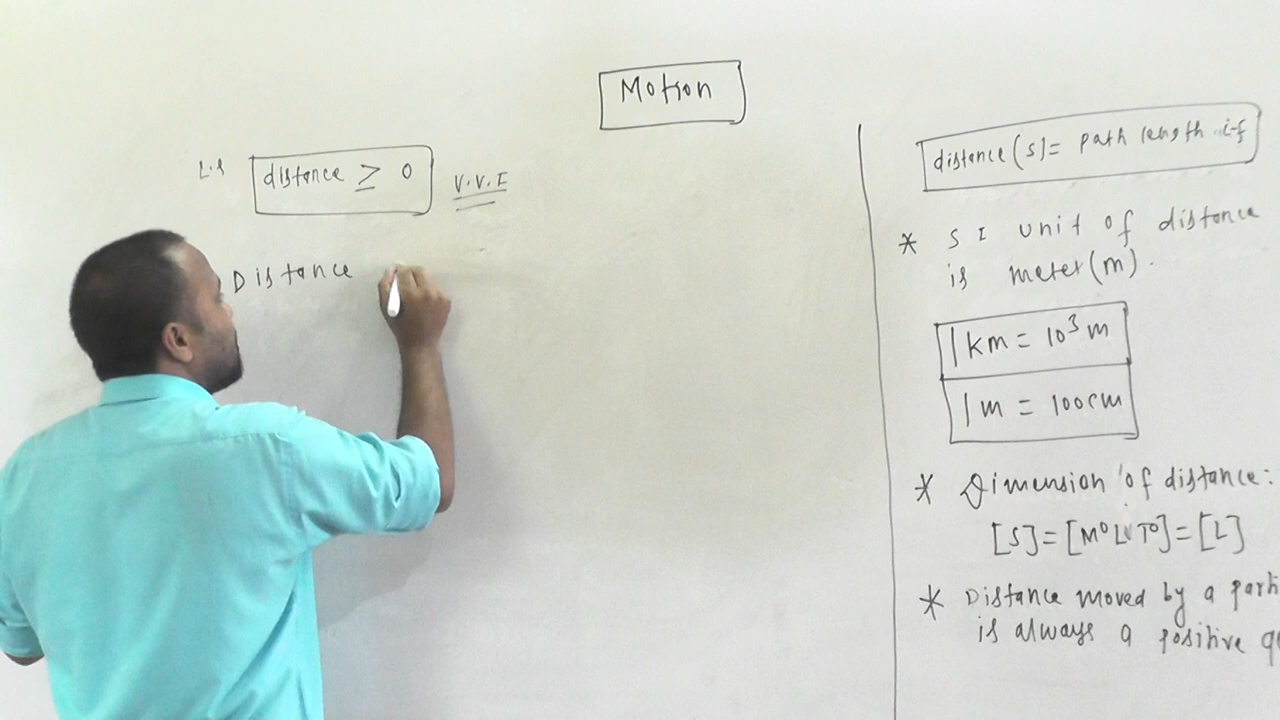 Motion
distance ≥ 0 V.V.I
Distance
distance (s) = path length
* SI unit of distance
is meter (m).
1 km = 10³ m
1 m = 100 cm
* Dimension of distance:
[S] = [M⁰L¹T⁰] = [L]
* Distance moved by a
is always a positive